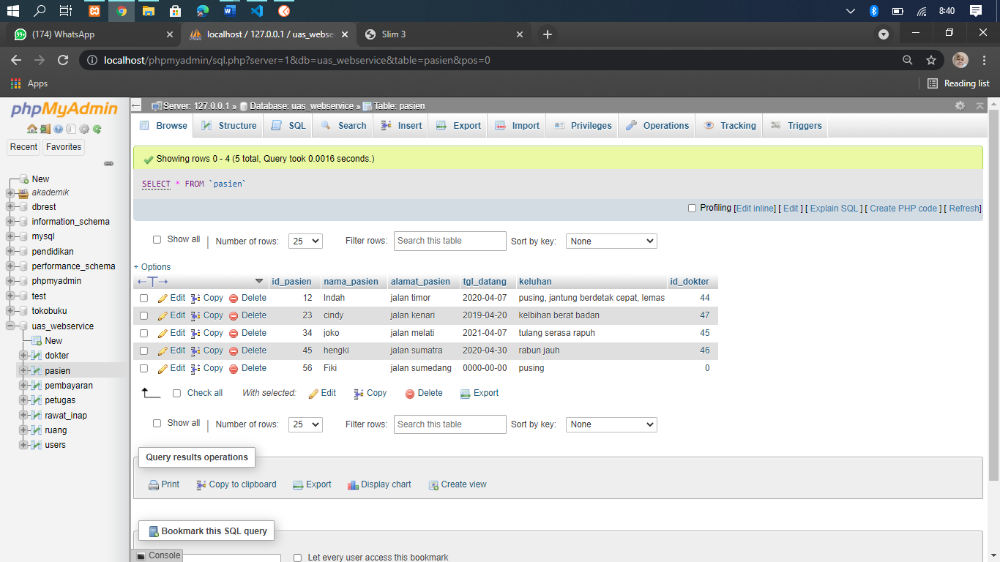 8:40
99+ (174) WhatsApp
localhost / 127.0.0.1 / uas_webse
Slim 3
localhost/phpmyadmin/sql.php?server=1&db=uas_webservice&table=pasien&pos=0
Apps
Reading list
phpMyAdmin
Recent Favorites
New
akademik
dbrest
information_schema
mysql
pendidikan
performance_schema
phpmyadmin
test
tokobuku
uas_webservice
New
dokter
pasien
pembayaran
petugas
rawat_inap
ruang
users
Server: 127.0.0.1 » Database: uas_webservice » Table: pasien
Browse Structure SQL Search Insert Export Import Privileges Operations Tracking Triggers
Showing rows 0 - 4 (5 total, Query took 0.0016 seconds.)
SELECT * FROM `pasien`
Profiling [Edit inline] [ Edit ] [ Explain SQL ] [ Create PHP code ] [ Refresh]
Show all | Number of rows: 25 Filter rows: Search this table Sort by key: None
+ Options
←T→ id_pasien nama_pasien alamat_pasien tgl_datang keluhan id_dokter
Edit Copy Delete 12 Indah jalan timor 2020-04-07 pusing, jantung berdetak cepat, lemas 44
Edit Copy Delete 23 cindy jalan kenari 2019-04-20 kelbihan berat badan 47
Edit Copy Delete 34 joko jalan melati 2021-04-07 tulang serasa rapuh 45
Edit Copy Delete 45 hengki jalan sumatra 2020-04-30 rabun jauh 46
Edit Copy Delete 56 Fiki jalan sumedang 0000-00-00 pusing 0
Check all With selected: Edit Copy Delete Export
Show all | Number of rows: 25 Filter rows: Search this table Sort by key: None
Query results operations
Print Copy to clipboard Export Display chart Create view
Bookmark this SQL query
Console
Let every user access this bookmark